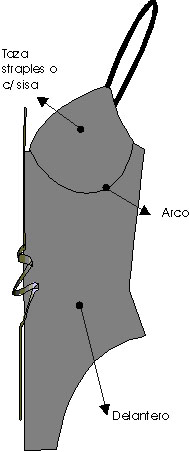 Taza
straples o
c/ sisa
Arco
Delantero